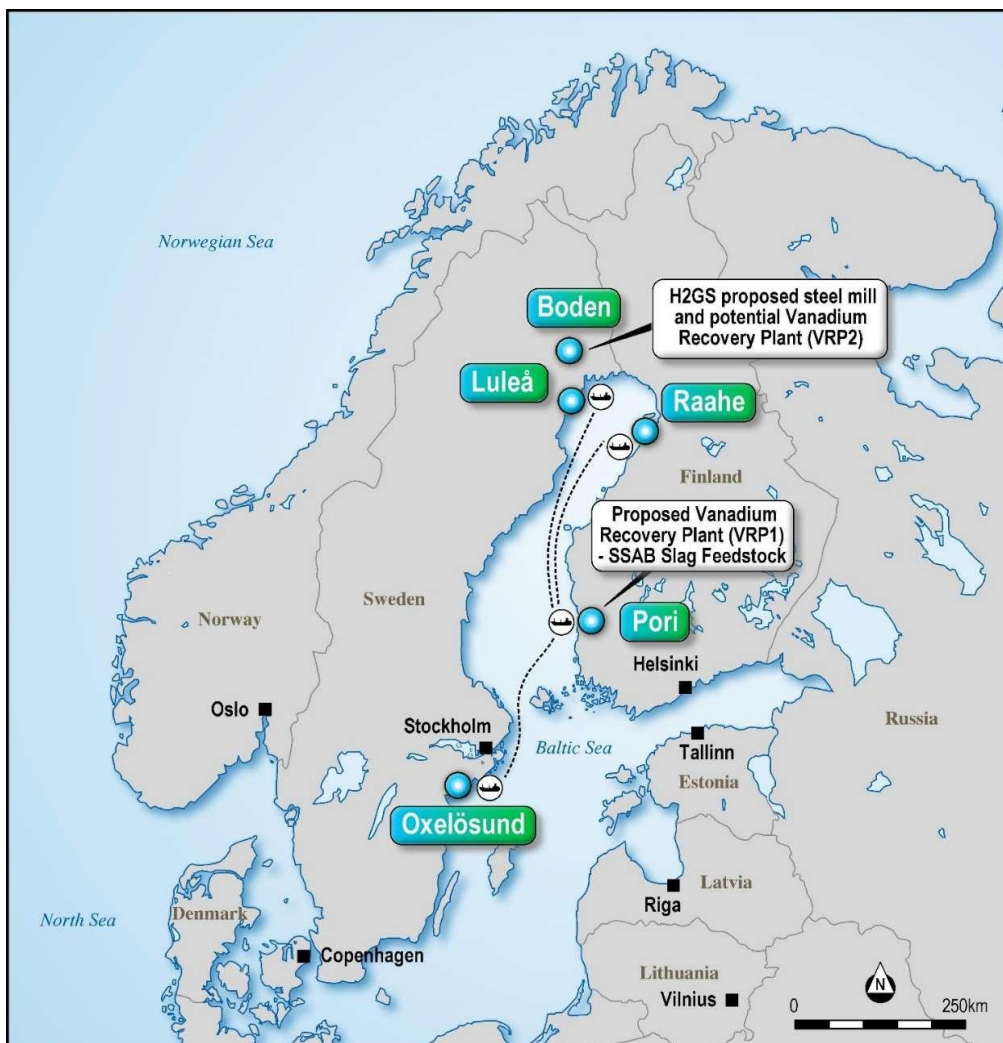 Norwegian Sea
Boden
H2GS proposed steel mill
and potential Vanadium
Recovery Plant (VRP2)
Luleå
Raahe
Finland
Proposed Vanadium
Recovery Plant (VRP1)
- SSAB Slag Feedstock
Sweden
Norway
Pori
Helsinki
Oslo
Stockholm
Baltic Sea
Tallinn
Russia
Estonia
Oxelösund
Latvia
Riga
North Sea
Denmark
Copenhagen
Lithuania
Vilnius
N
0
250km